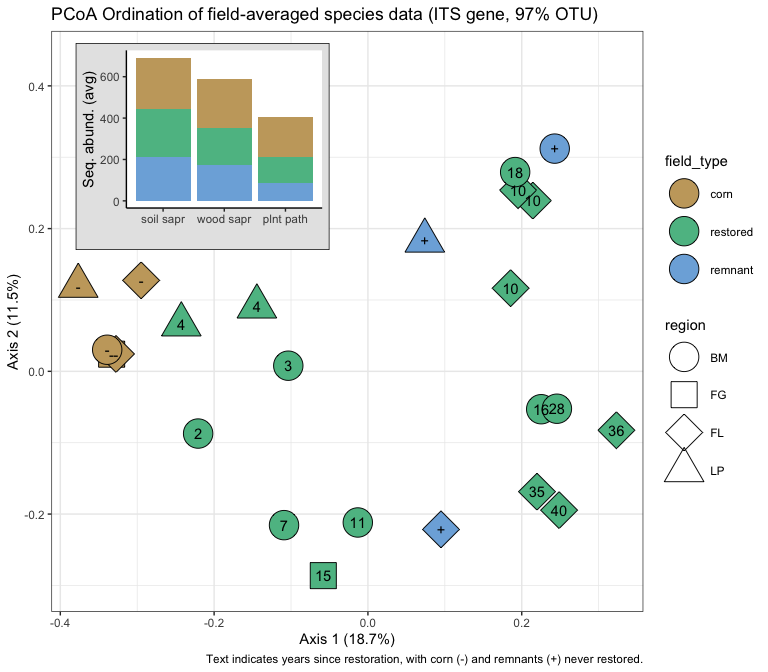 PCoA Ordination of field-averaged species data (ITS gene, 97% OTU)
Seq. abund. (avg)
600
400
200
0
soil sapr wood sapr plnt path
Axis 2 (11.5%)
0.4
0.2
0.0
-0.2
+
18
10
10
+
10
-
-
4
4
-
--
3
2
16
28
36
35
40
7
11
+
15
-0.4 -0.2 0.0 0.2
Axis 1 (18.7%)
Text indicates years since restoration, with corn (-) and remnants (+) never restored.
field_type
corn
restored
remnant
region
BM
FG
FL
LP